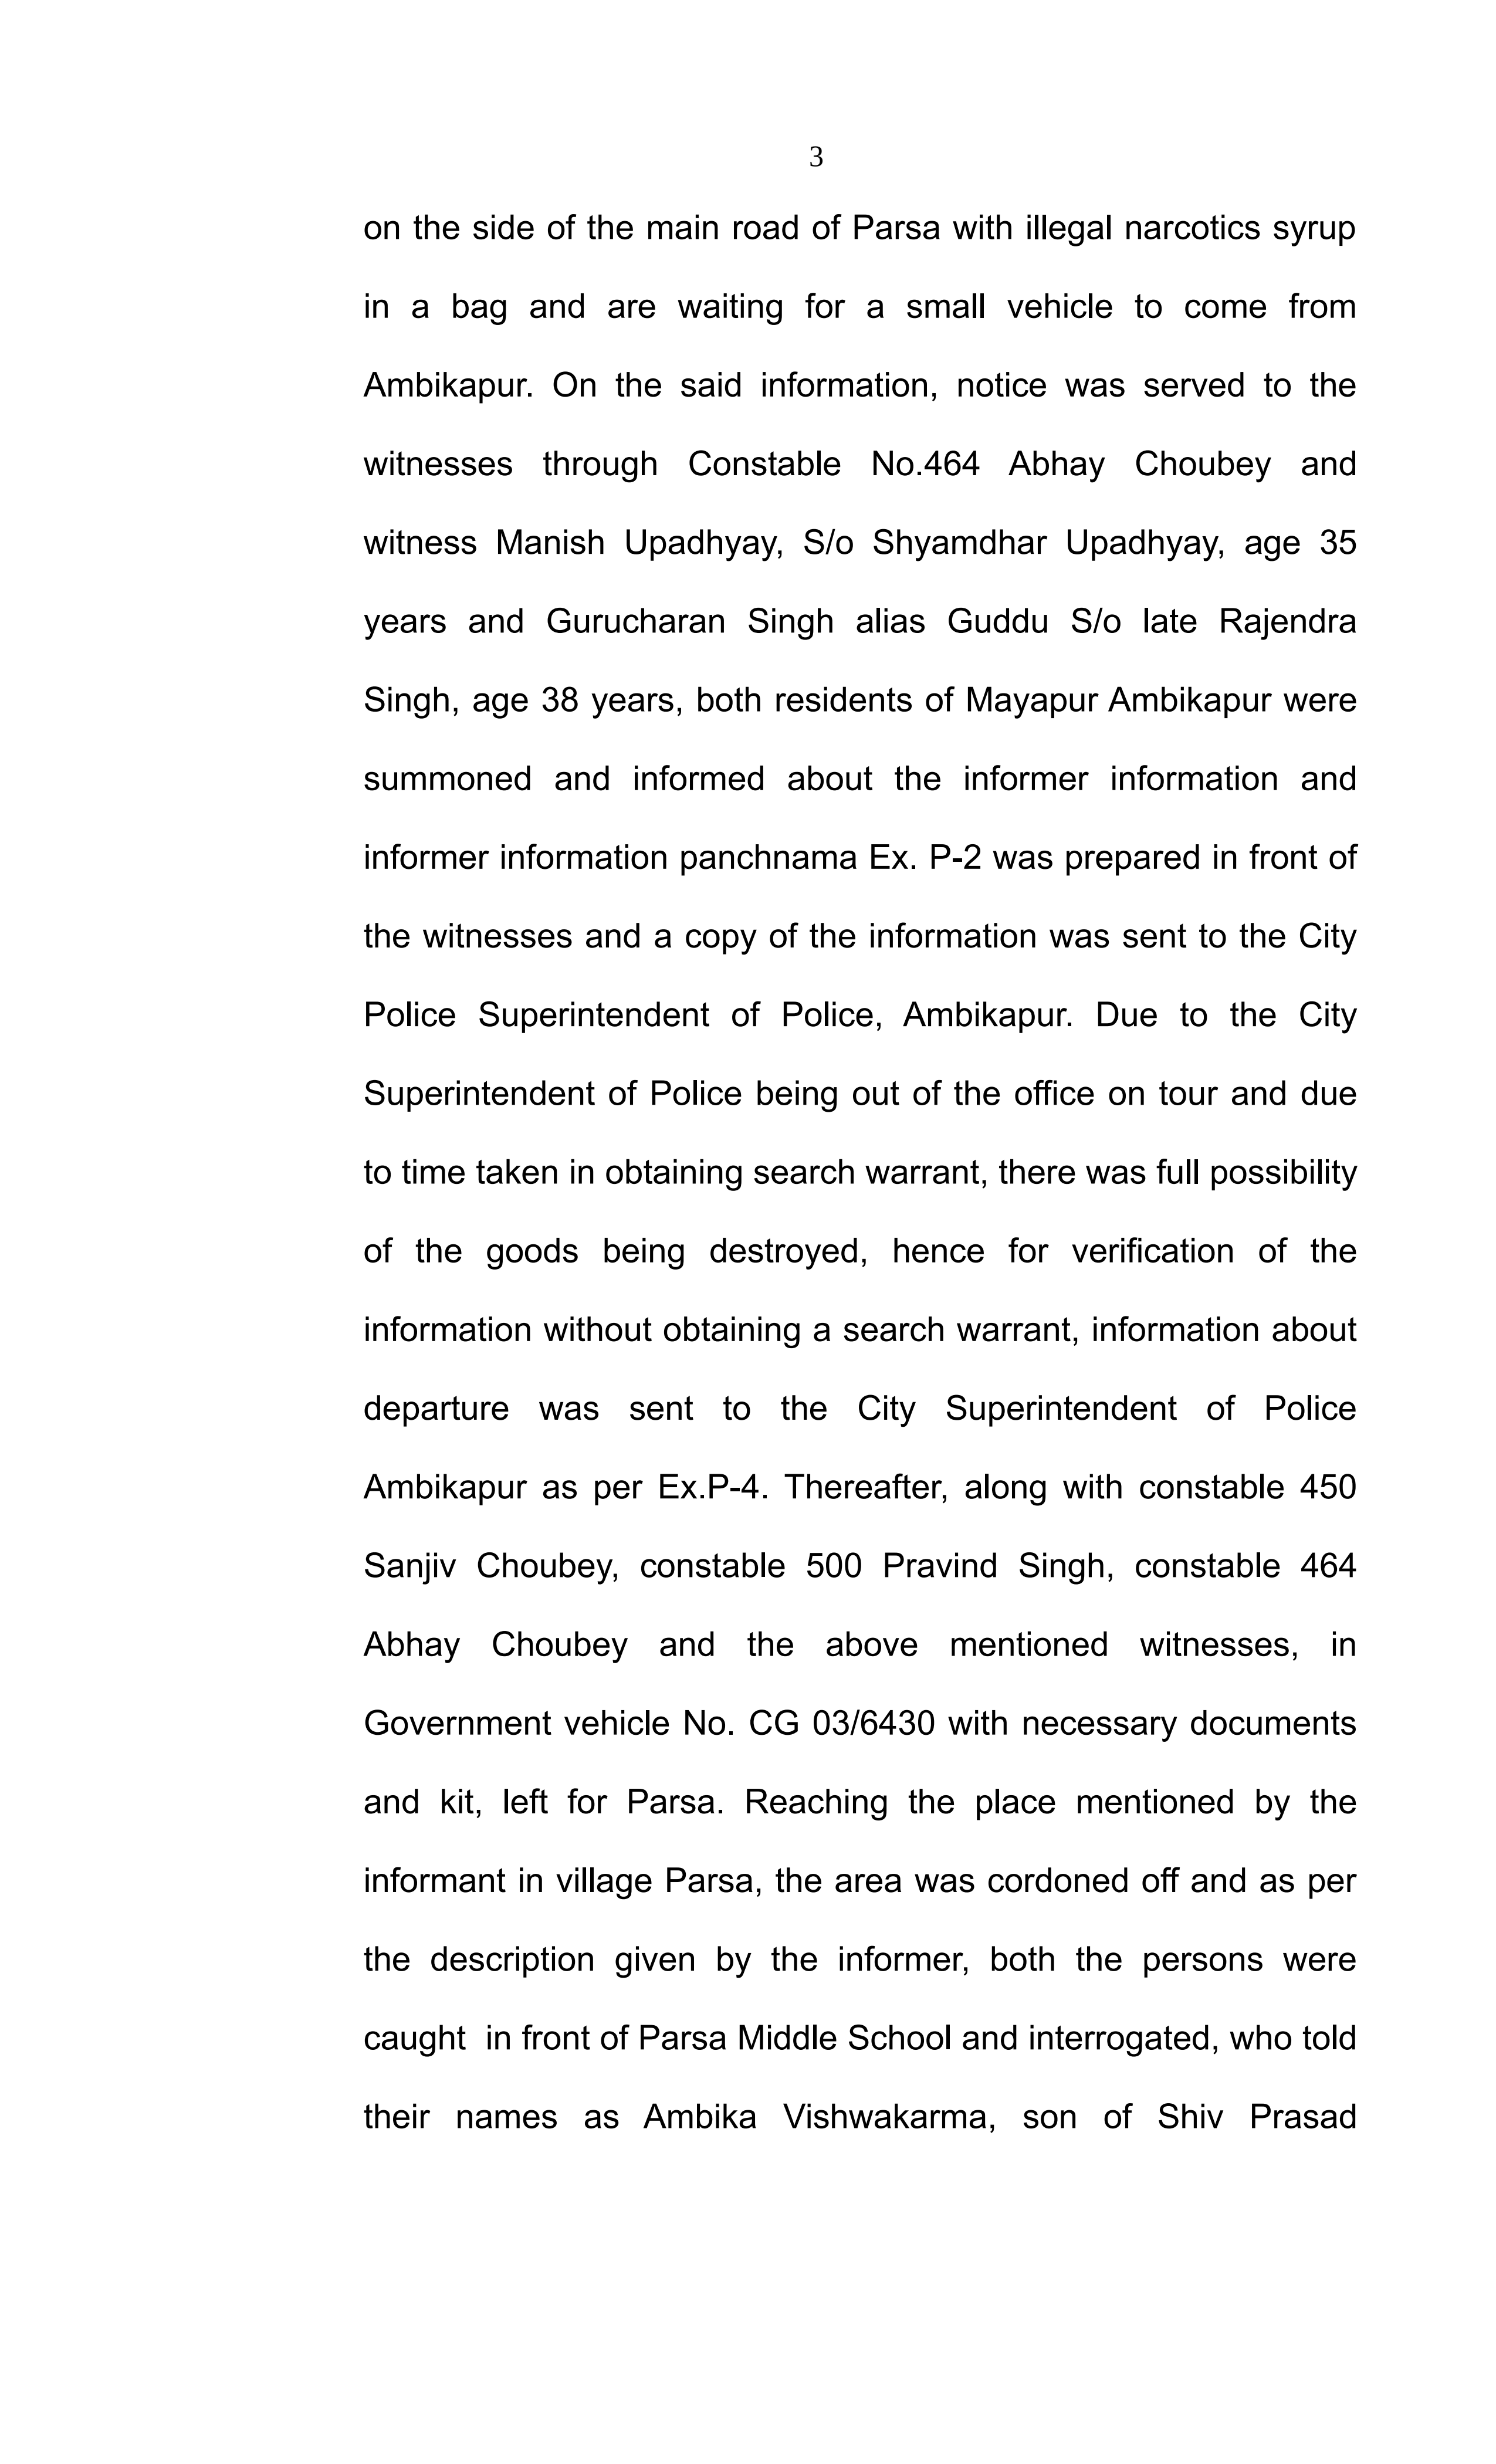 3
on the side of the main road of Parsa with illegal narcotics syrup
in a bag and are waiting for a small vehicle to come from
Ambikapur. On the said information, notice was served to the
witnesses through Constable No.464 Abhay Choubey and
witness Manish Upadhyay, S/o Shyamdhar Upadhyay, age 35
years and Gurucharan Singh alias Guddu S/o late Rajendra
Singh, age 38 years, both residents of Mayapur Ambikapur were
summoned and informed about the informer information and
informer information panchnama Ex. P-2 was prepared in front of
the witnesses and a copy of the information was sent to the City
Police Superintendent of Police, Ambikapur. Due to the City
Superintendent of Police being out of the office on tour and due
to time taken in obtaining search warrant, there was full possibility
of the goods being destroyed, hence for verification of the
information without obtaining a search warrant, information about
departure was sent to the City Superintendent of Police
Ambikapur as per Ex.P-4. Thereafter, along with constable 450
Sanjiv Choubey, constable 500 Pravind Singh, constable 464
Abhay Choubey and the above mentioned witnesses, in
Government vehicle No. CG 03/6430 with necessary documents
and kit, left for Parsa. Reaching the place mentioned by the
informant in village Parsa, the area was cordoned off and as per
the description given by the informer, both the persons were
caught in front of Parsa Middle School and interrogated, who told
their names as Ambika Vishwakarma, son of Shiv Prasad